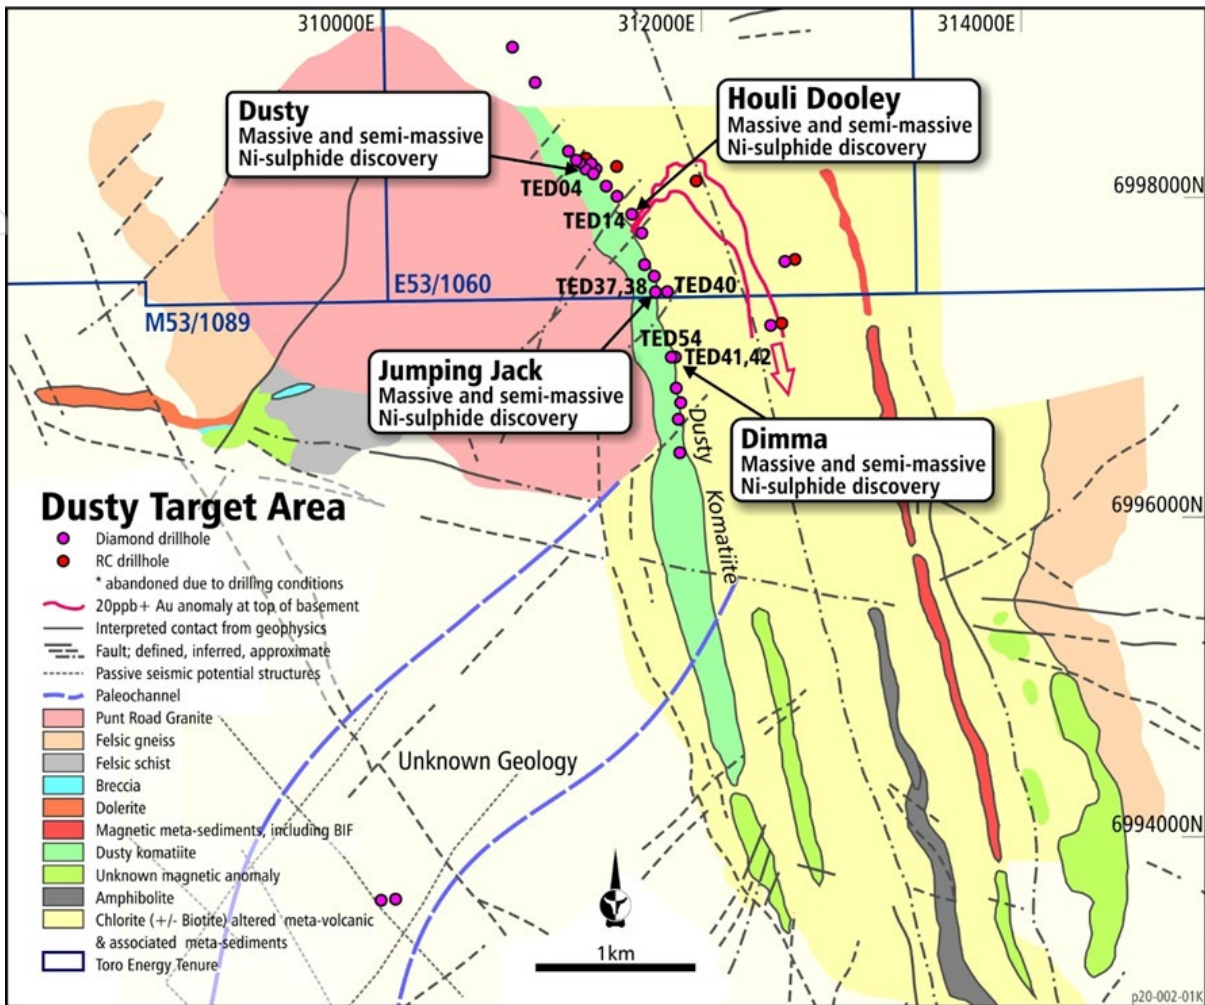 310000E
312000E
314000E
Dusty
Massive and semi-massive
Ni-sulphide discovery
Houli Dooley
Massive and semi-massive
Ni-sulphide discovery
TED04
6998000N
TED14
E53/1060
TED37,38
TED40
M53/1089
TED54
TED41,42
Jumping Jack
Massive and semi-massive
Ni-sulphide discovery
Dusty
Komatiite
Dimma
Massive and semi-massive
Ni-sulphide discovery
6996000N
Dusty Target Area
Diamond drillhole
RC drillhole
* abandoned due to drilling conditions
20ppb+ Au anomaly at top of basement
Interpreted contact from geophysics
Fault; defined, inferred, approximate
Passive seismic potential structures
Paleochannel
Punt Road Granite
Felsic gneiss
Felsic schist
Breccia
Dolerite
Magnetic meta-sediments, including BIF
Dusty komatiite
Unknown magnetic anomaly
Amphibolite
Chlorite (+/- Biotite) altered meta-volcanic
& associated meta-sediments
Toro Energy Tenure
Unknown Geology
6994000N
1km
p20-002-01K